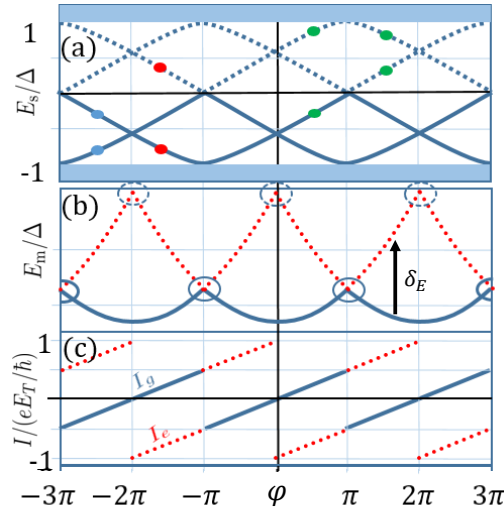 1
(a)
E_s/Δ
-1
(b)
E_m/Δ
δ_E
(c)
1
I/(eE_T/ħ)
I_g
I_e
-1
−3π −2π −π φ π 2π 3π